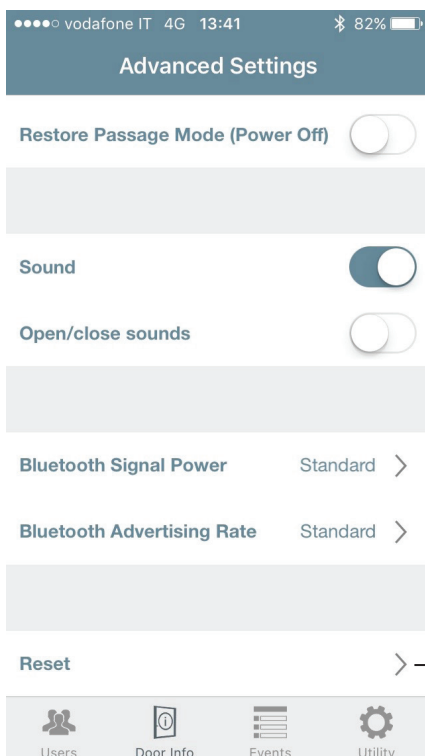 vodafone IT 4G 13:41 82%
Advanced Settings
Restore Passage Mode (Power Off)
Sound
Open/close sounds
Bluetooth Signal Power Standard
Bluetooth Advertising Rate Standard
Reset
Users Door Info Events Utility